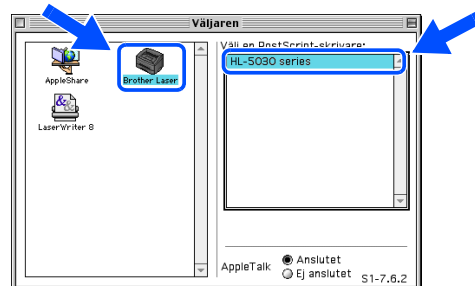 Väljaren
Välj en PostScript-skrivare:
AppleShare
Brother Laser
HL-5030 series
LaserWriter 8
AppleTalk
Anslutet
Ej anslutet
S1-7.6.2